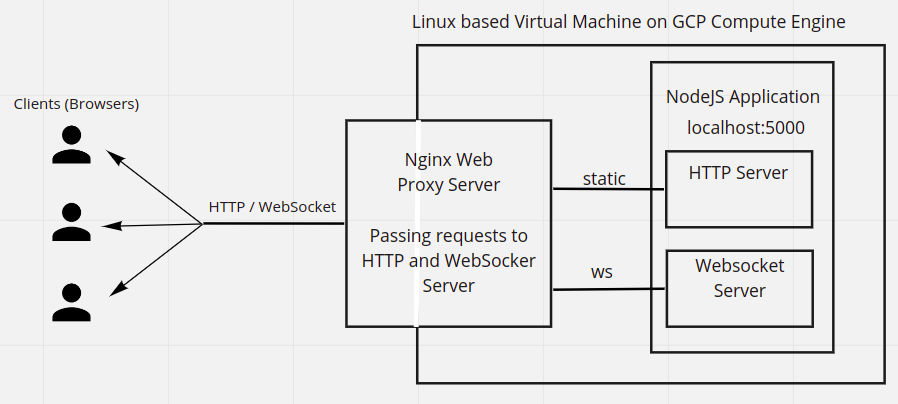 Linux based Virtual Machine on GCP Compute Engine
Clients (Browsers)
HTTP / WebSocket
Nginx Web
Proxy Server
Passing requests to
HTTP and WebSocker
Server
static
ws
NodeJS Application
localhost:5000
HTTP Server
Websocket
Server